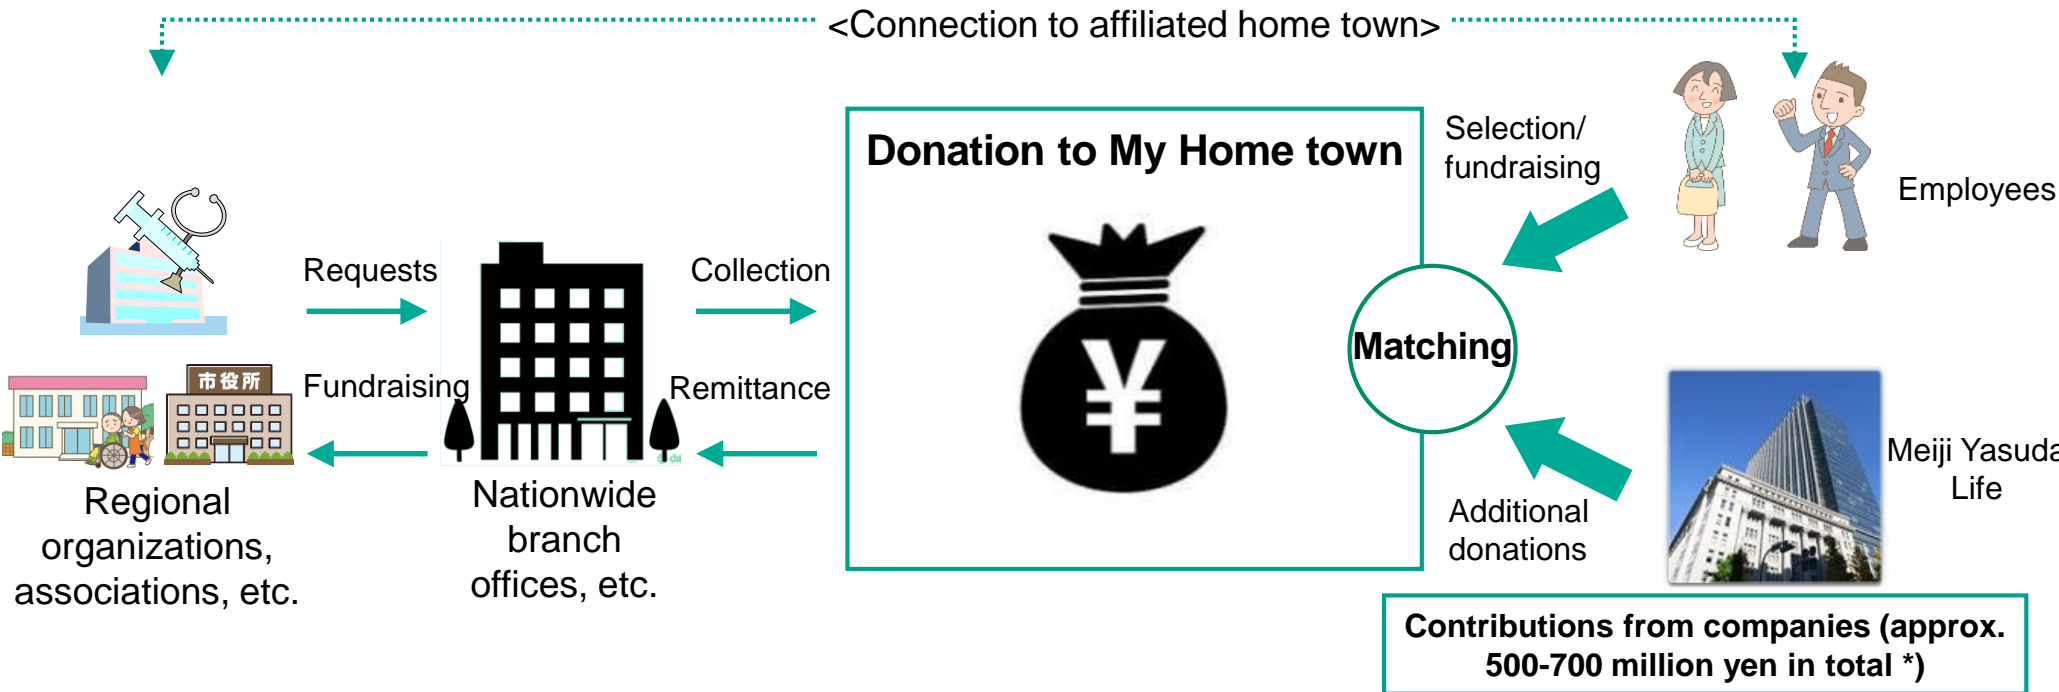 <Connection to affiliated home town>
Donation to My Home town
Selection/
fundraising
Employees
Requests
Collection
Matching
市役所
Fundraising
Remittance
¥
Meiji Yasuda
Life
Regional
organizations,
associations, etc.
Nationwide
branch
offices, etc.
Additional
donations
Contributions from companies (approx.
500-700 million yen in total *)